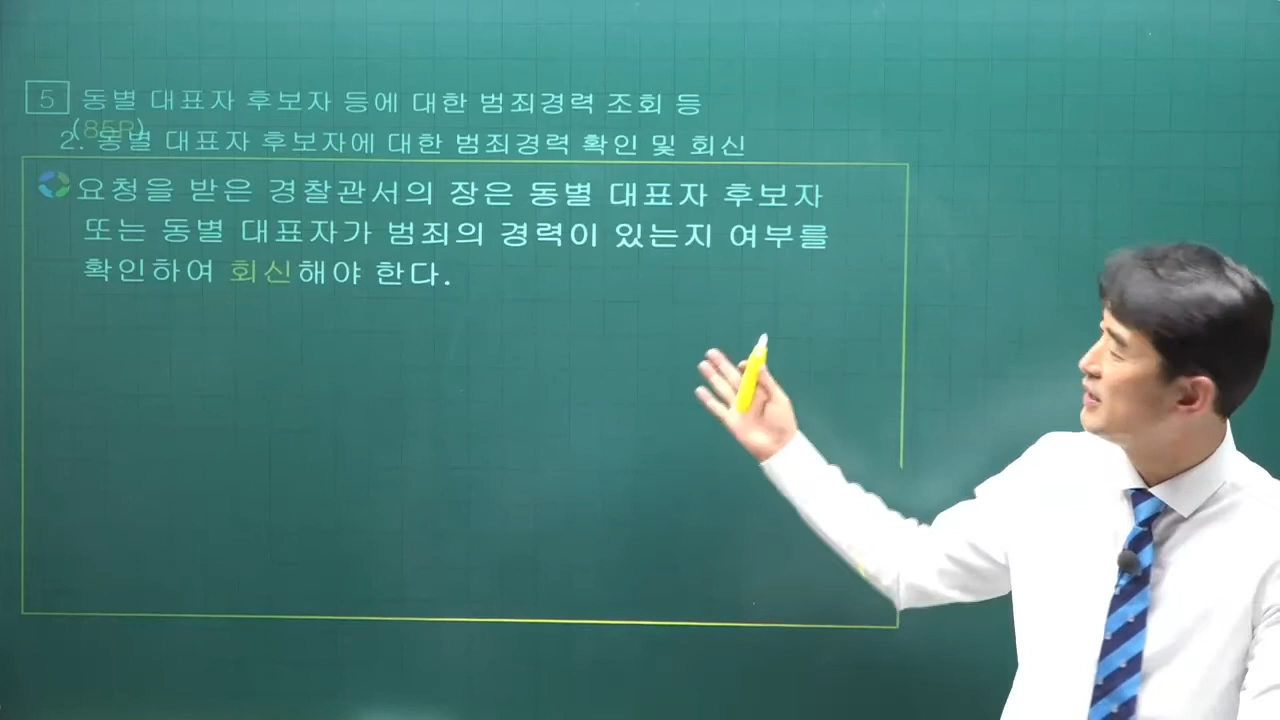 5 동별 대표자 후보자 등에 대한 범죄경력 조회 등
(85P)
2. 동별 대표자 후보자에 대한 범죄경력 확인 및 회신
요청을 받은 경찰관서의 장은 동별 대표자 후보자
또는 동별 대표자가 범죄의 경력이 있는지 여부를
확인하여 회신해야 한다.